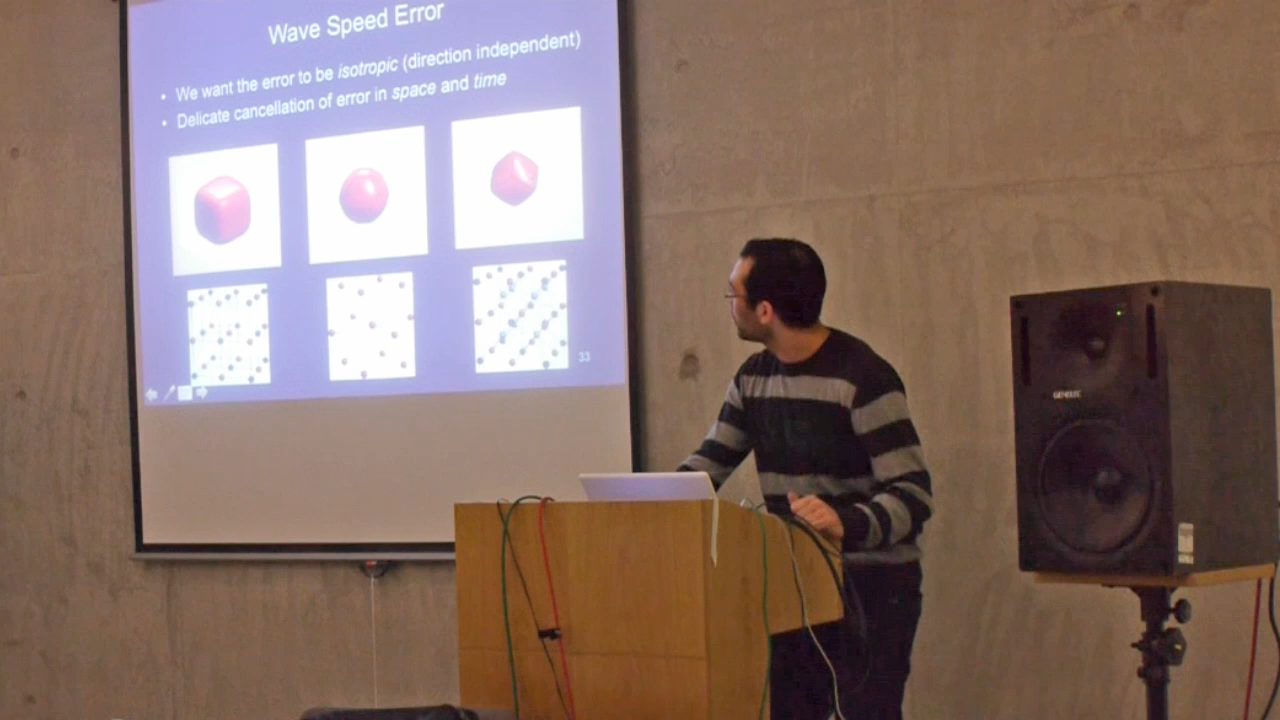 Wave Speed Error
• We want the error to be isotropic (direction independent)
• Delicate cancellation of error in space and time
33
GENELEC